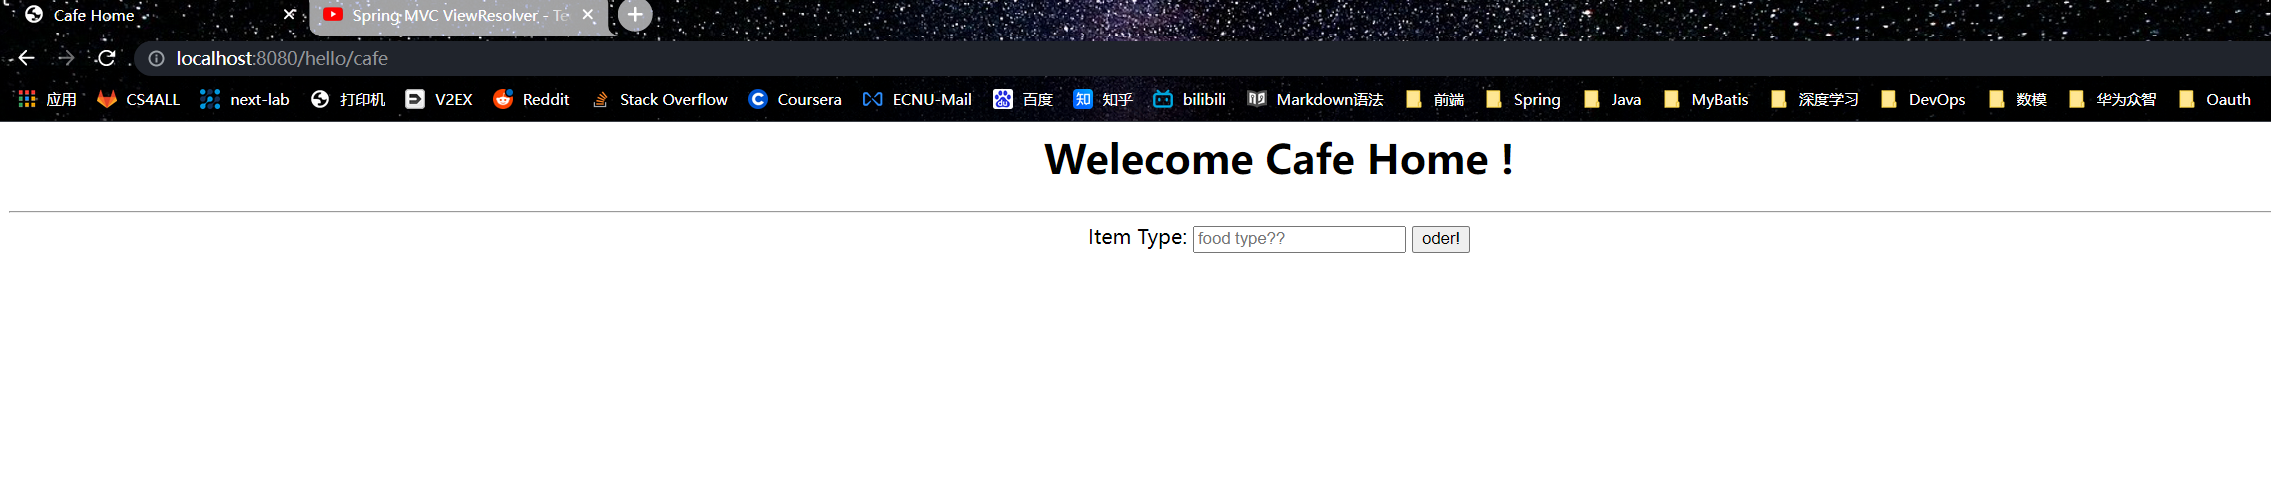 Cafe Home
Spring MVC ViewResolver - Te
localhost:8080/hello/cafe
应用 CS4ALL next-lab 打印机 V2EX Reddit Stack Overflow Coursera ECNU-Mail 百度 知乎 bilibili Markdown语法 前端 Spring Java MyBatis 深度学习 DevOps 数模 华为众智 Oauth
Welecome Cafe Home !
Item Type: food type?? oder!